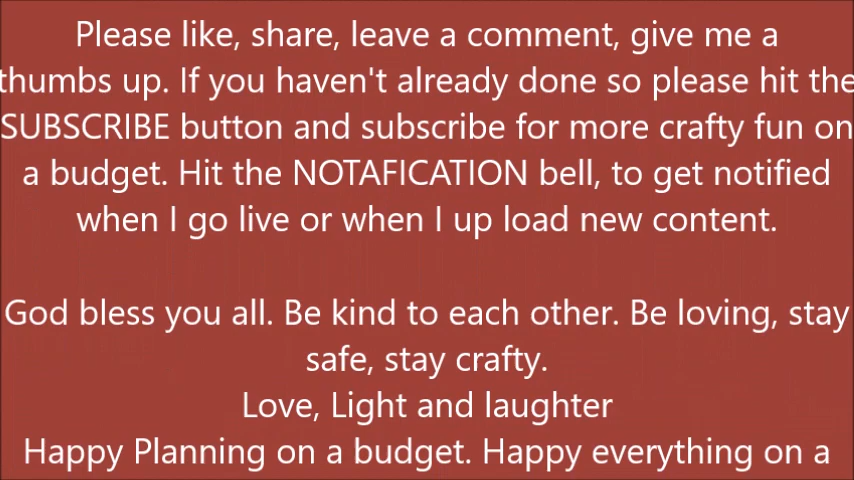 Please like, share, leave a comment, give me a
thumbs up. If you haven't already done so please hit the
SUBSCRIBE button and subscribe for more crafty fun on
a budget. Hit the NOTAFICATION bell, to get notified
when I go live or when I up load new content.
God bless you all. Be kind to each other. Be loving, stay
safe, stay crafty.
Love, Light and laughter
Happy Planning on a budget. Happy everything on a